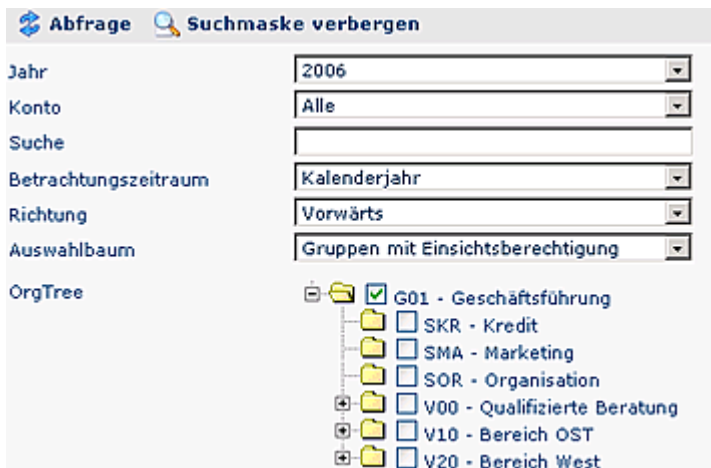 Abfrage Suchmaske verbergen
Jahr 2006
Konto Alle
Suche
Betrachtungszeitraum Kalenderjahr
Richtung Vorwärts
Auswahlbaum Gruppen mit Einsichtsberechtigung
OrgTree G01 - Geschäftsführung
SKR - Kredit
SMA - Marketing
SOR - Organisation
V00 - Qualifizierte Beratung
V10 - Bereich OST
V20 - Bereich West